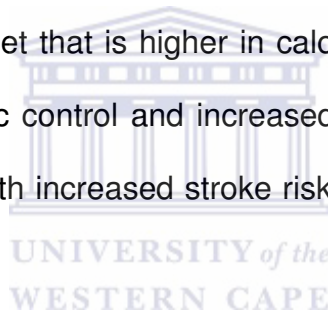 et that is higher in calo
c control and increased
th increased stroke risk
UNIVERSITY of the
WESTERN CAPE